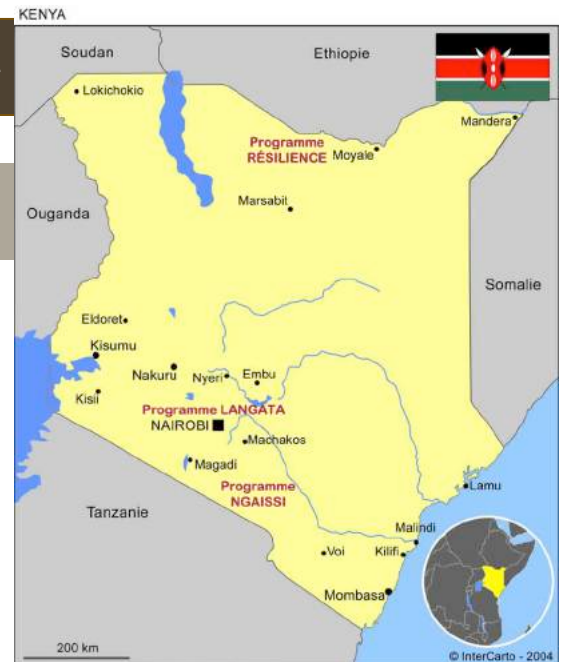 KENYA
Soudan
Ethiopie
Lokichokio
Mandera
Programme
RÉSILIENCE
Moyale
Marsabit
Ouganda
Somalie
Eldoret
Kisumu
Nakuru
Nyeri
Embu
Kisii
Programme LANGATA
NAIROBI
Machakos
Magadi
Programme
NGAISSI
Lamu
Tanzanie
Malindi
Voi
Kilifi
Mombasa
200 km
© InterCarto - 2004